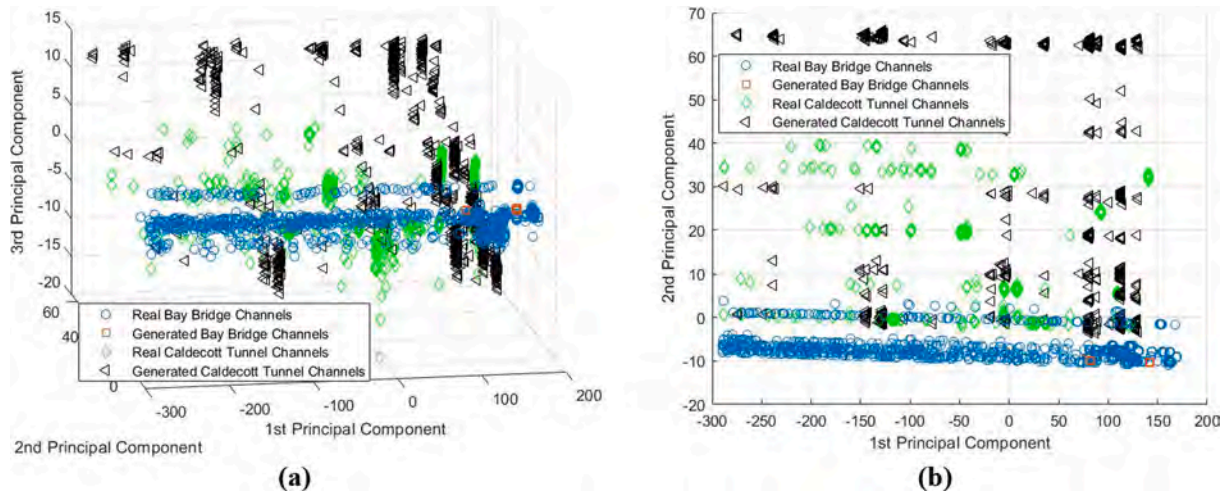 15
10
5
0
-5
-10
-15
-20
3rd Principal Component
60
40
0
Real Bay Bridge Channels
Generated Bay Bridge Channels
Real Caldecott Tunnel Channels
Generated Caldecott Tunnel Channels
-300
-200
-100
0
100
200
1st Principal Component
2nd Principal Component
(a)
70
60
50
40
30
20
10
0
-10
-20
2nd Principal Component
Real Bay Bridge Channels
Generated Bay Bridge Channels
Real Caldecott Tunnel Channels
Generated Caldecott Tunnel Channels
-300 -250 -200 -150 -100 -50 0 50 100 150 200
1st Principal Component
(b)